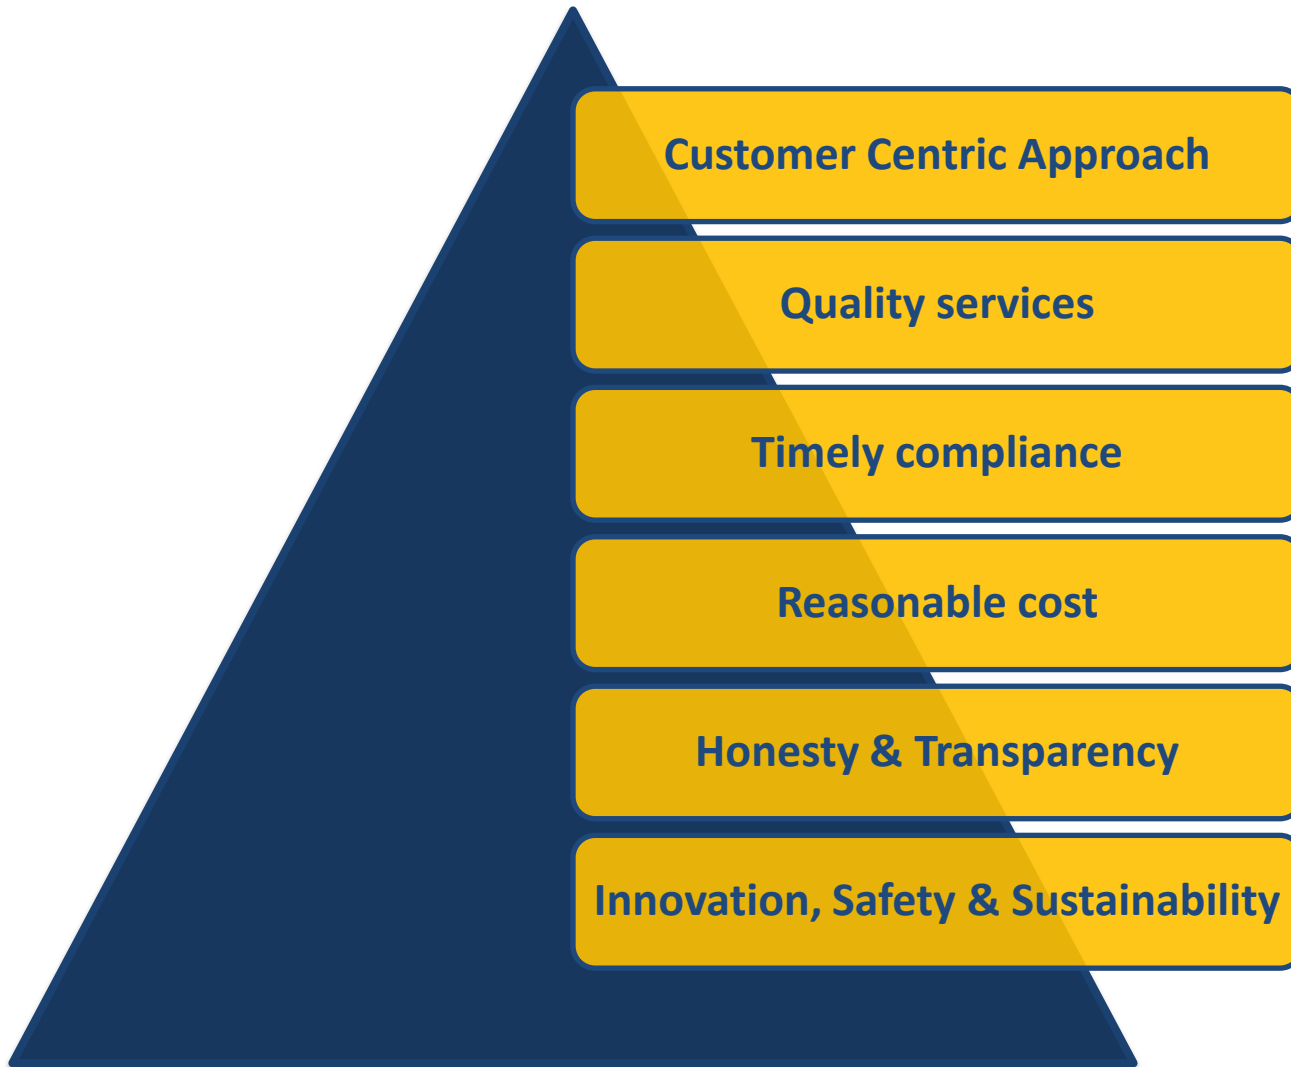 Customer Centric Approach
Quality services
Timely compliance
Reasonable cost
Honesty & Transparency
Innovation, Safety & Sustainability